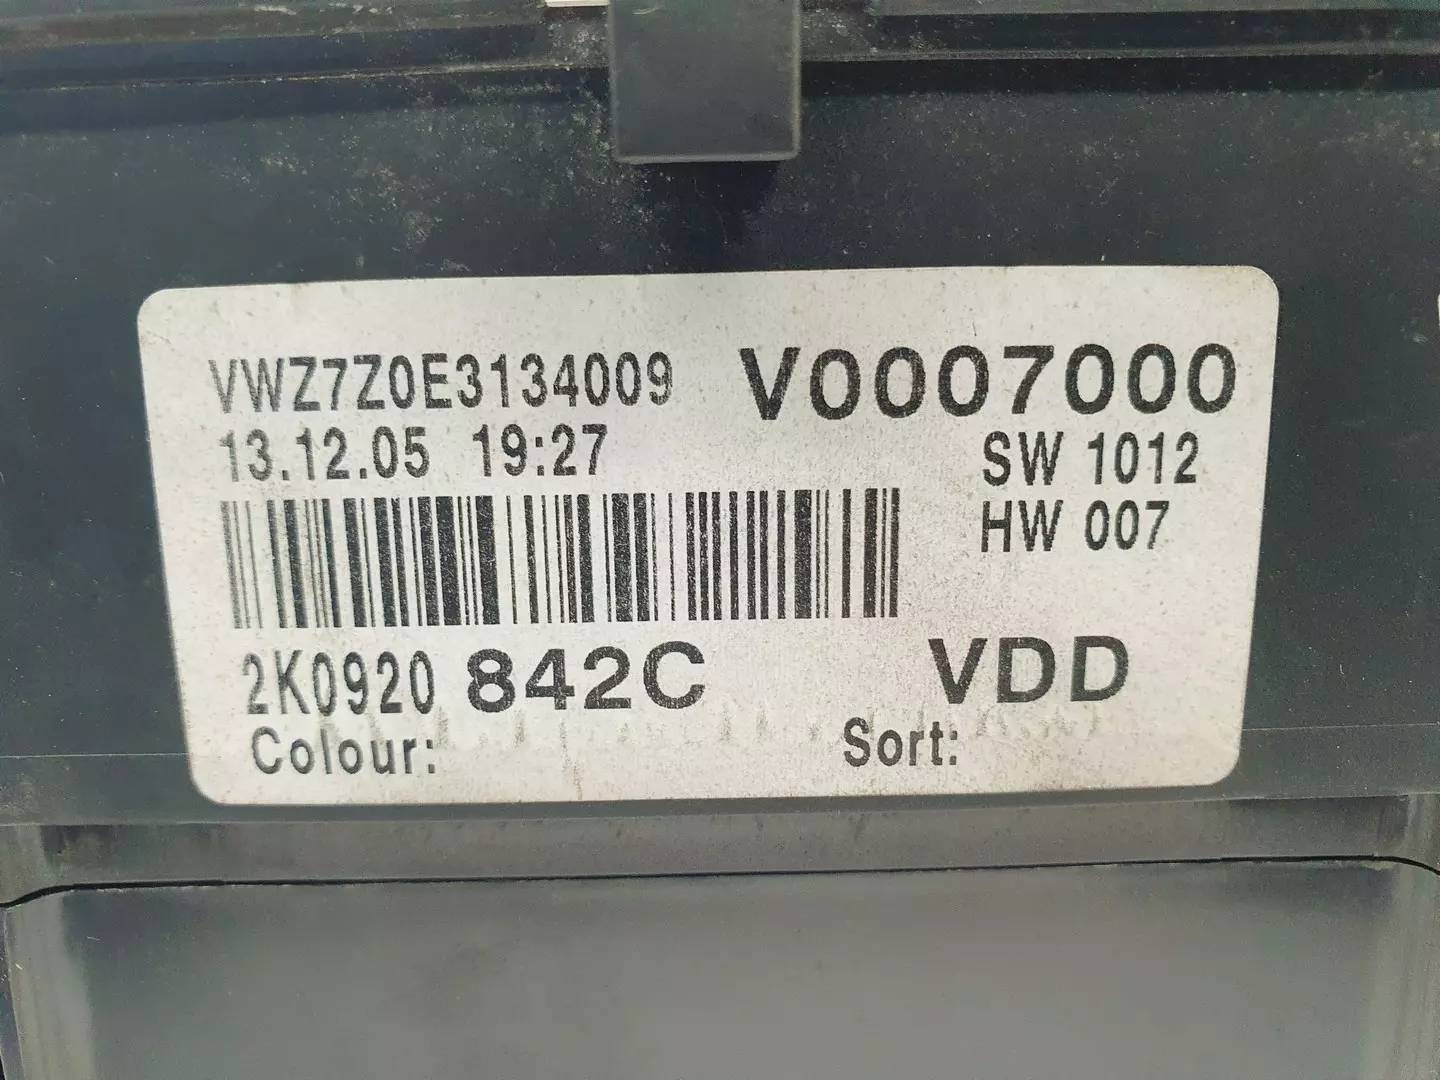 VWZ7Z0E3134009 V0007000
13.12.05 19:27 SW 1012
HW 007
2K0920 842C VDD
Colour: Sort: